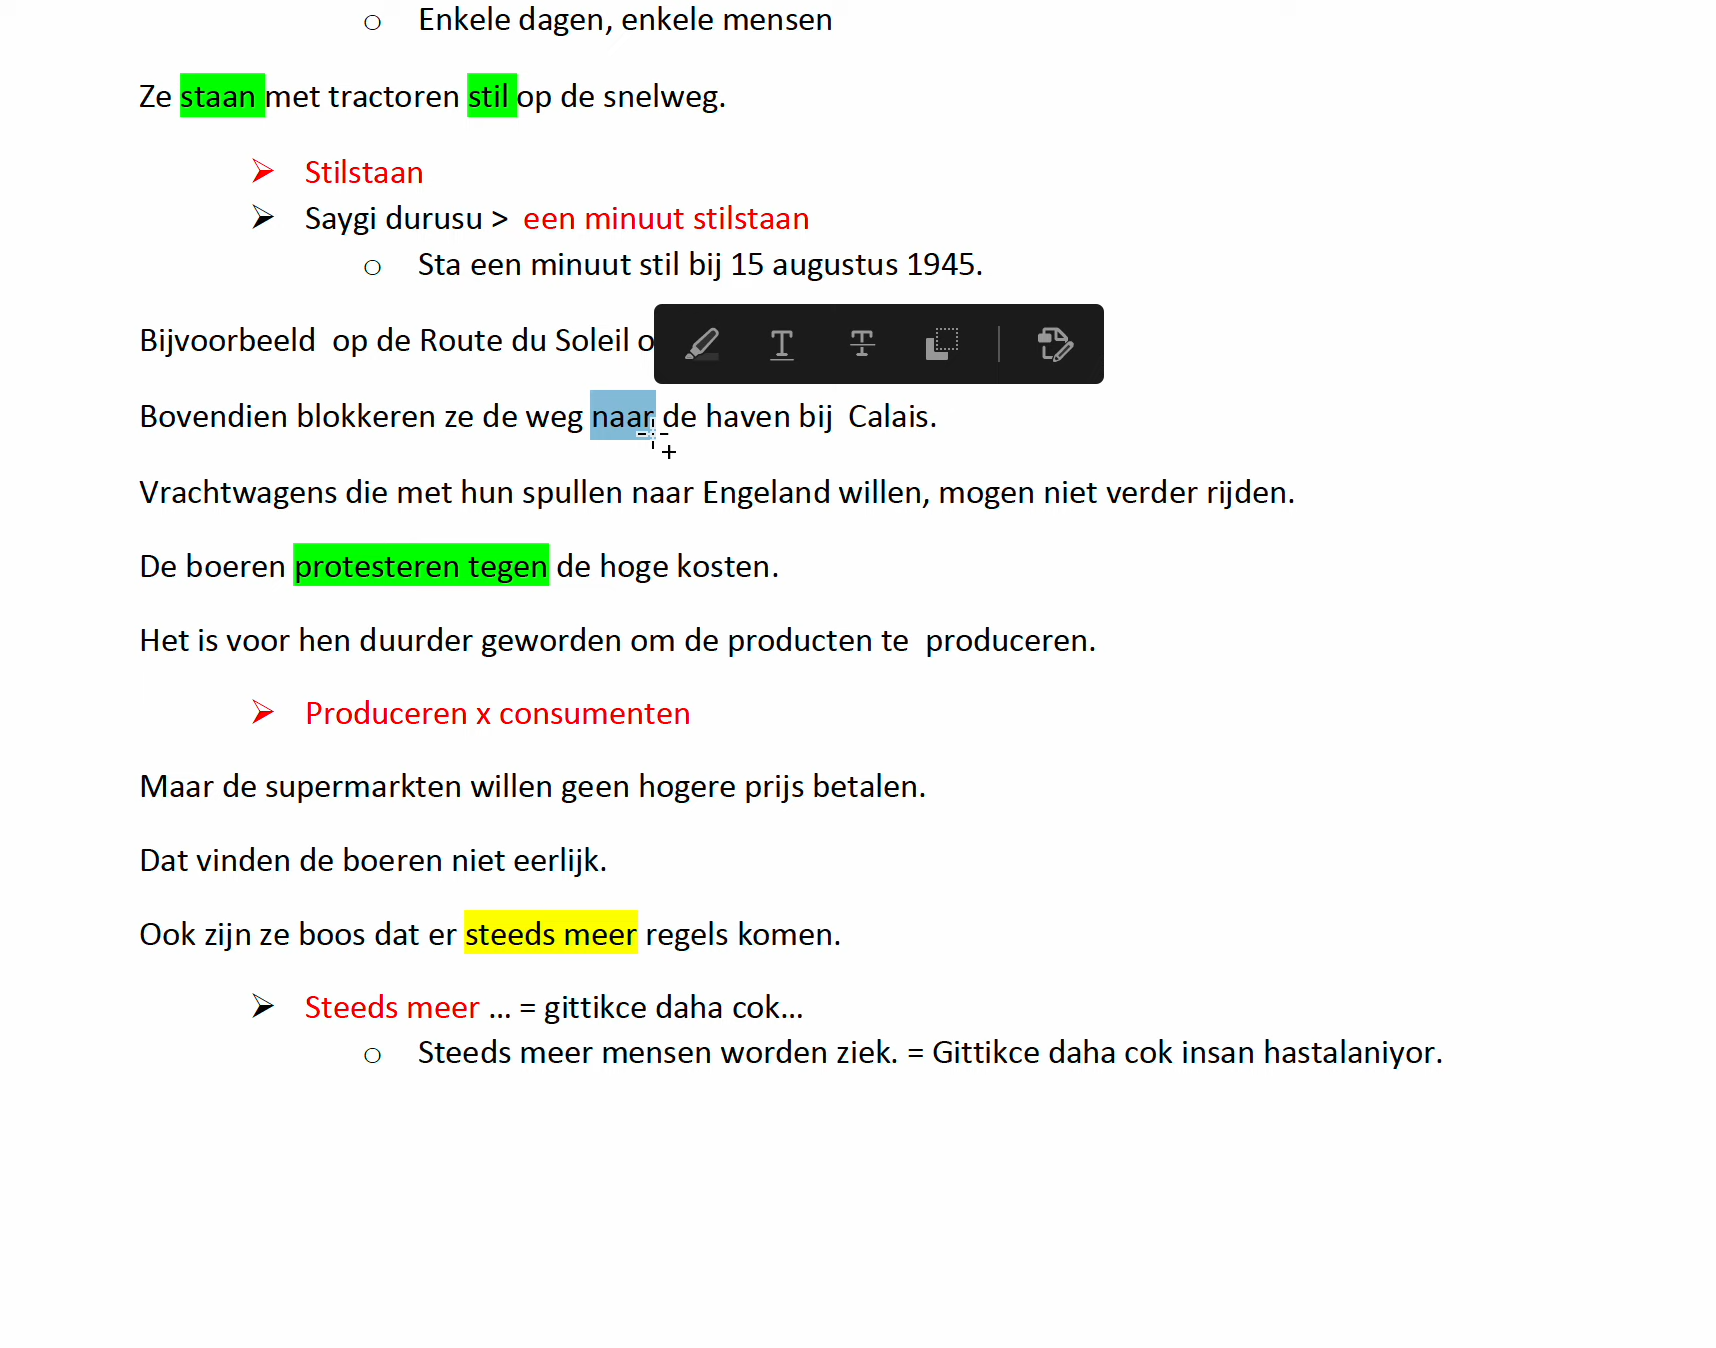 Enkele dagen, enkele mensen
Ze staan met tractoren stil op de snelweg.
Stilstaan
Saygi durusu > een minuut stilstaan
Sta een minuut stil bij 15 augustus 1945.
Bijvoorbeeld op de Route du Soleil
Bovendien blokkeren ze de weg naar de haven bij Calais.
Vrachtwagens die met hun spullen naar Engeland willen, mogen niet verder rijden.
De boeren protesteren tegen de hoge kosten.
Het is voor hen duurder geworden om de producten te produceren.
Produceren x consumenten
Maar de supermarkten willen geen hogere prijs betalen.
Dat vinden de boeren niet eerlijk.
Ook zijn ze boos dat er steeds meer regels komen.
Steeds meer ... = gittikce daha cok...
Steeds meer mensen worden ziek. = Gittikce daha cok insan hastalaniyor.